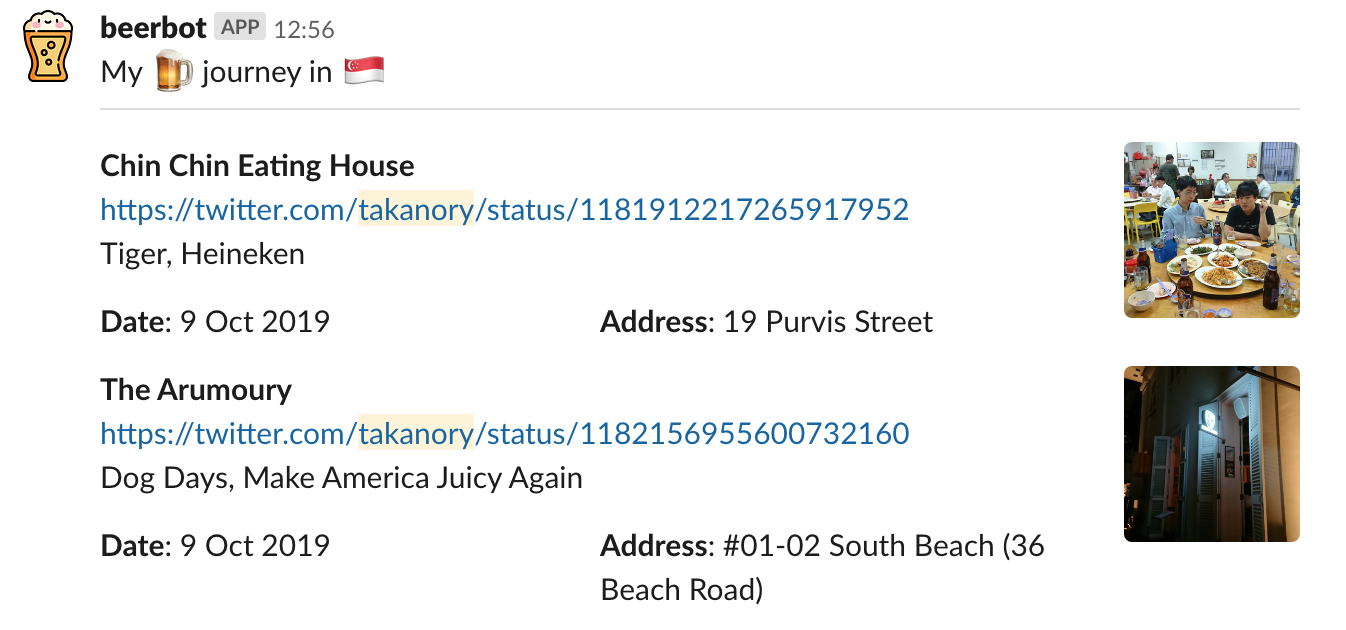 beerbot APP 12:56
My 🍺 journey in 🇸🇬
Chin Chin Eating House
https://twitter.com/takanory/status/1181912217265917952
Tiger, Heineken
Date: 9 Oct 2019 Address: 19 Purvis Street
The Arumoury
https://twitter.com/takanory/status/1182156955600732160
Dog Days, Make America Juicy Again
Date: 9 Oct 2019 Address: #01-02 South Beach (36
Beach Road)